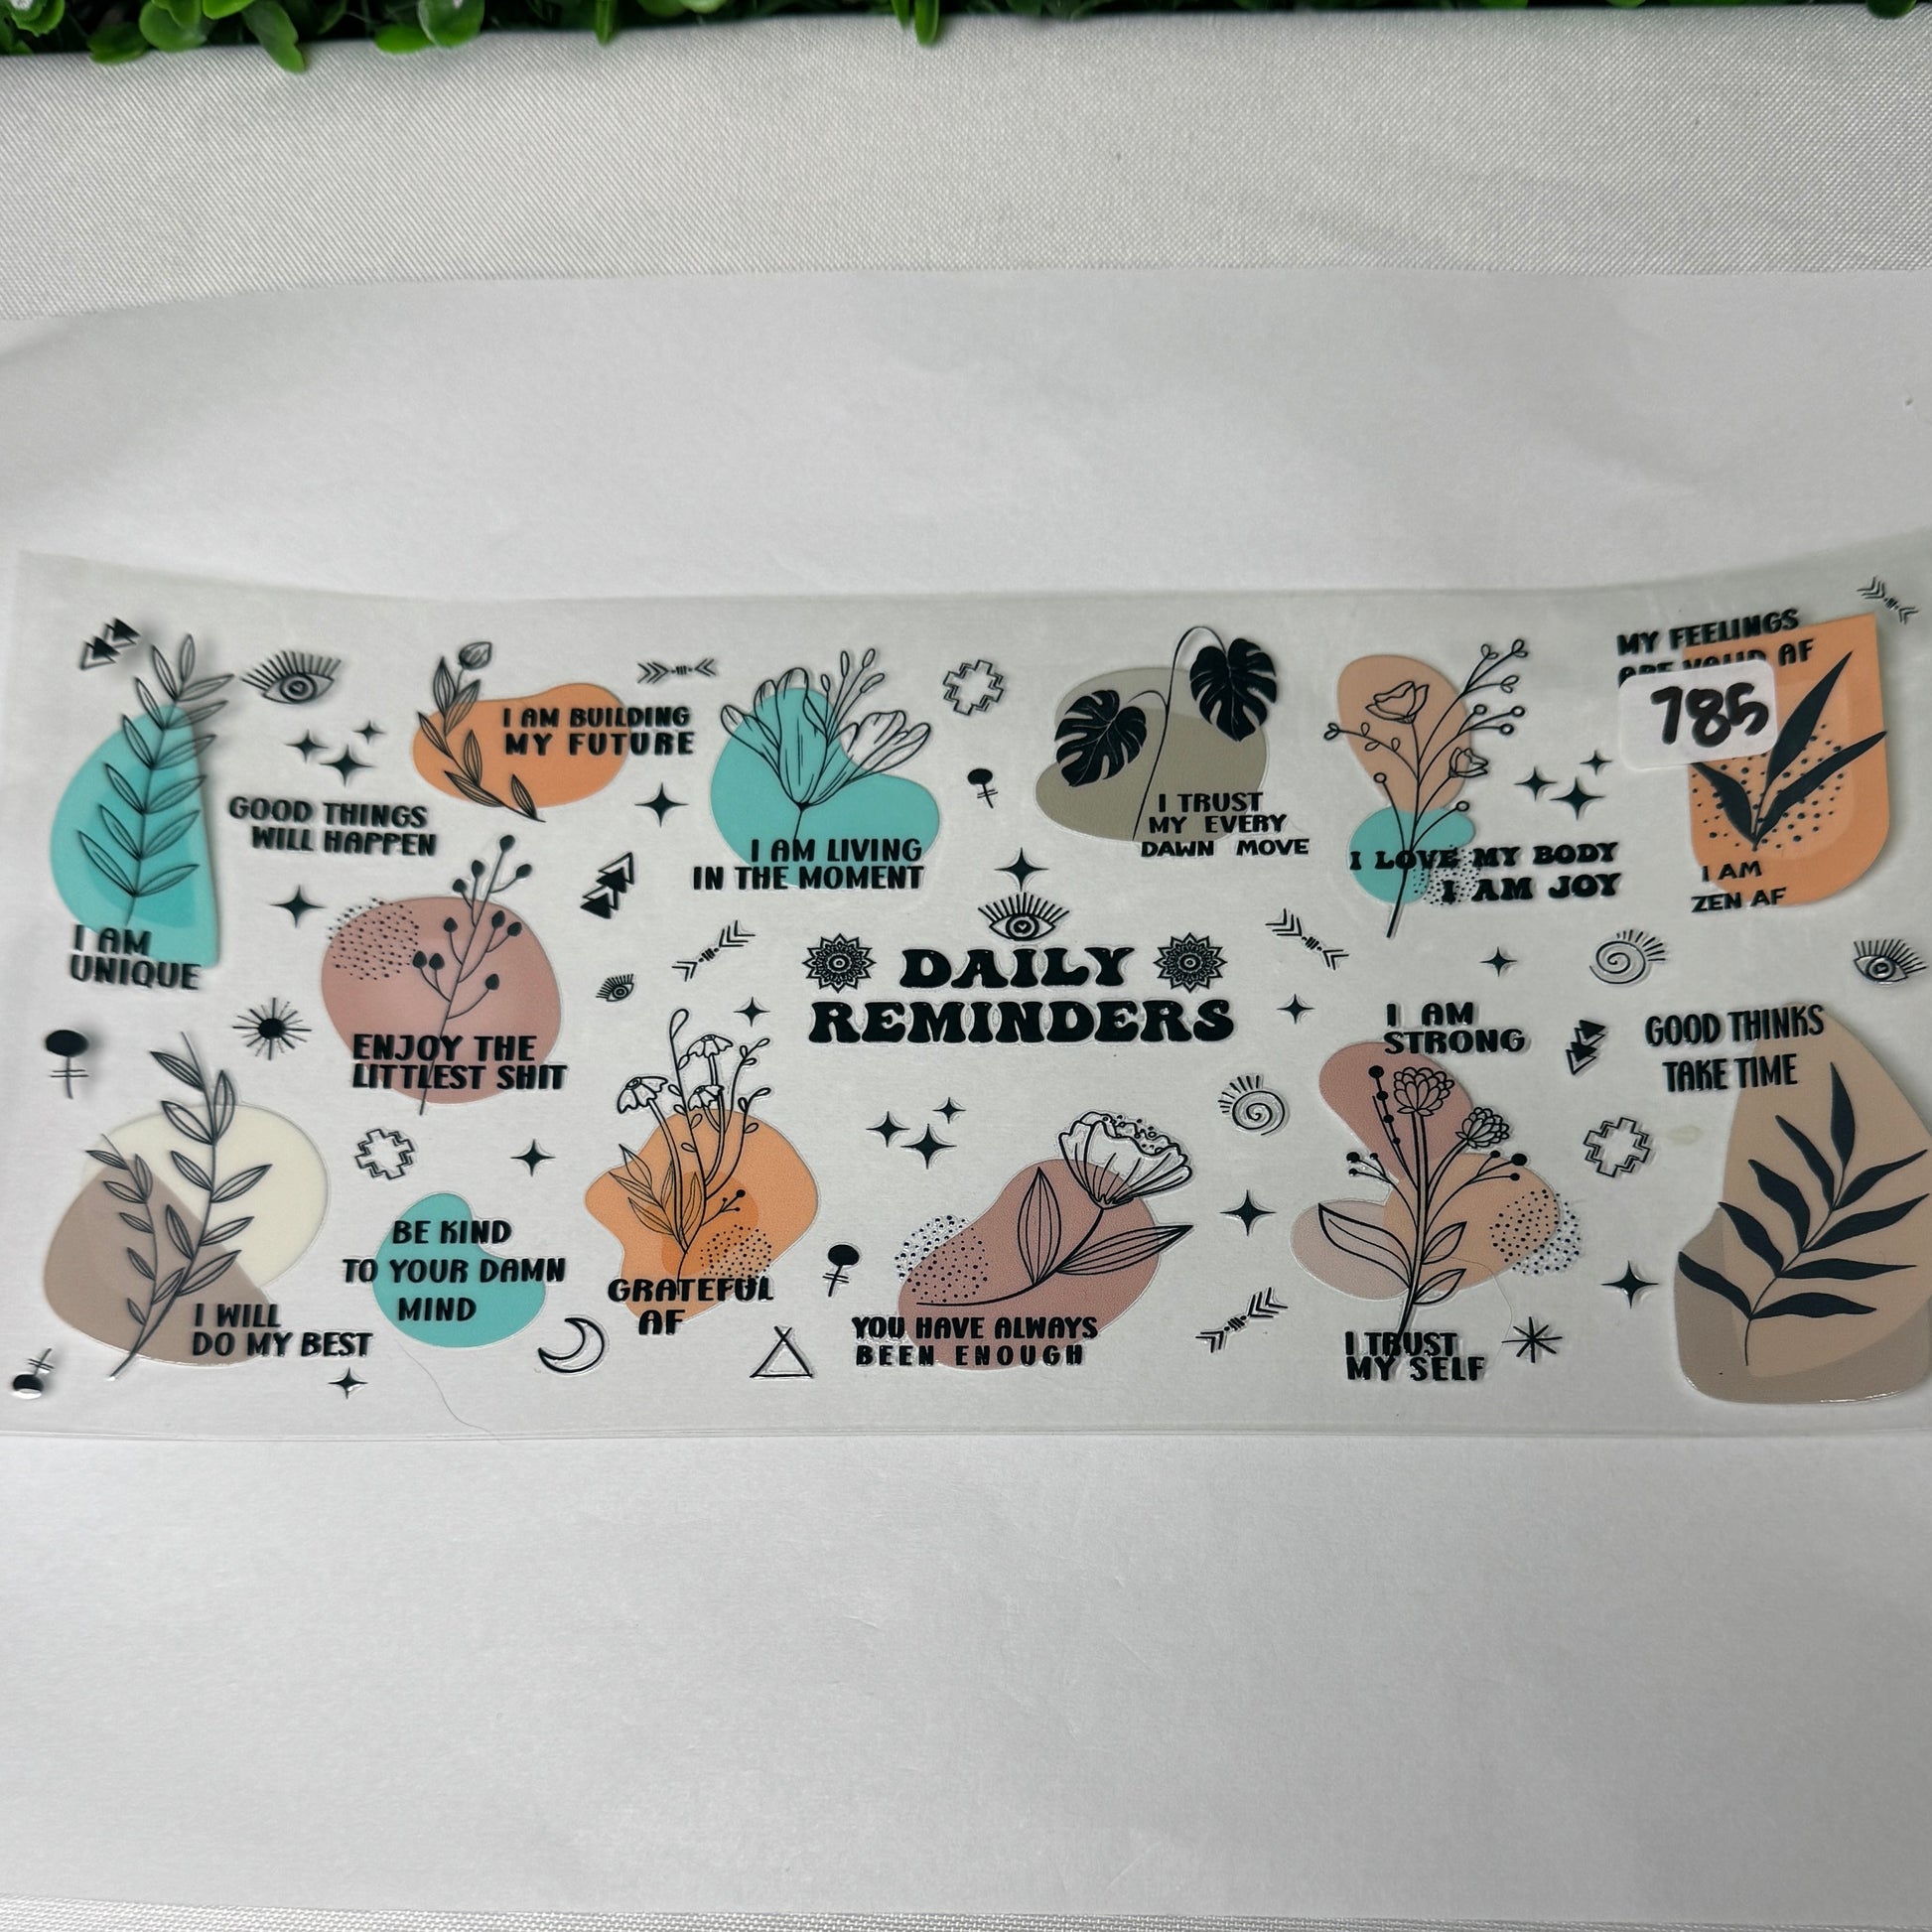 MY FEELINGS
ARE VALID AF
785
I AM BUILDING
MY FUTURE
GOOD THINGS
WILL HAPPEN
I AM LIVING
IN THE MOMENT
I TRUST
MY EVERY
DAWN MOVE
I LOVE MY BODY
I AM JOY
I AM
ZEN AF
I AM
UNIQUE
DAILY
REMINDERS
ENJOY THE
LITTLEST SHIT
I AM
STRONG
GOOD THINKS
TAKE TIME
BE KIND
TO YOUR DAMN
MIND
I WILL
DO MY BEST
GRATEFUL
AF
YOU HAVE ALWAYS
BEEN ENOUGH
I TRUST
MY SELF